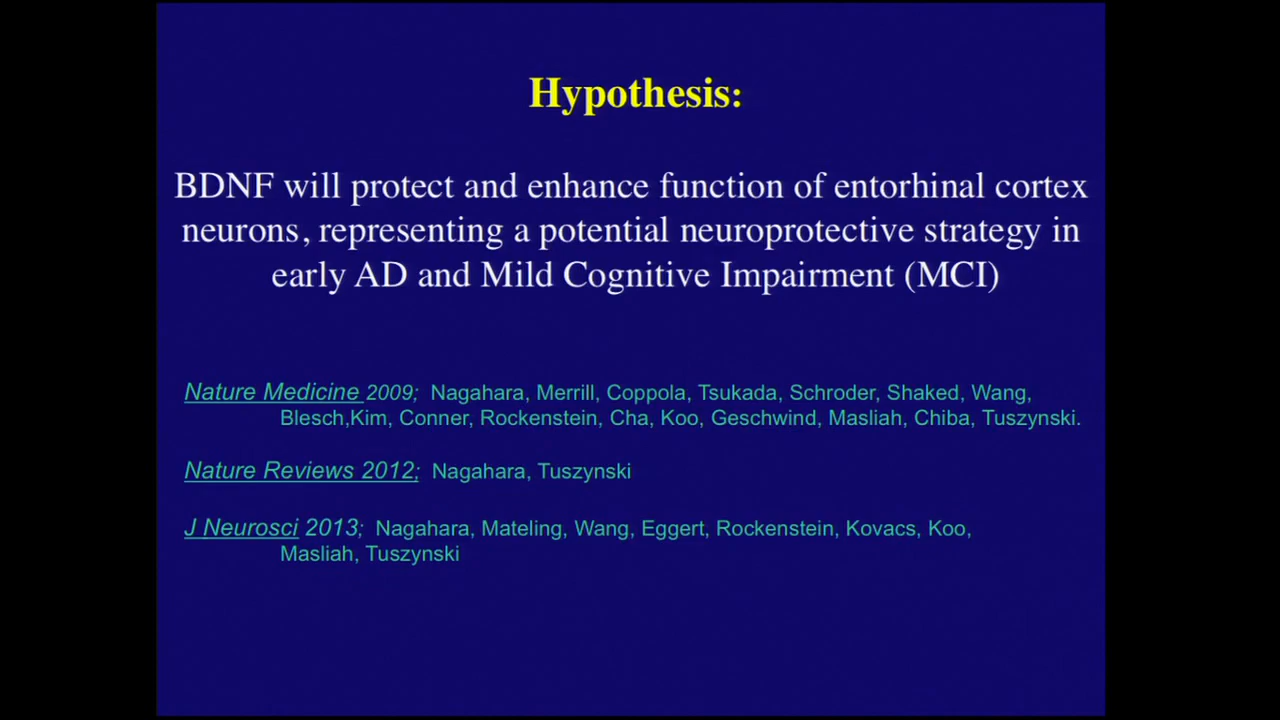 Hypothesis:
BDNF will protect and enhance function of entorhinal cortex
neurons, representing a potential neuroprotective strategy in
early AD and Mild Cognitive Impairment (MCI)
Nature Medicine 2009; Nagahara, Merrill, Coppola, Tsukada, Schroder, Shaked, Wang,
Blesch,Kim, Conner, Rockenstein, Cha, Koo, Geschwind, Masliah, Chiba, Tuszynski.
Nature Reviews 2012; Nagahara, Tuszynski
J Neurosci 2013; Nagahara, Mateling, Wang, Eggert, Rockenstein, Kovacs, Koo,
Masliah, Tuszynski